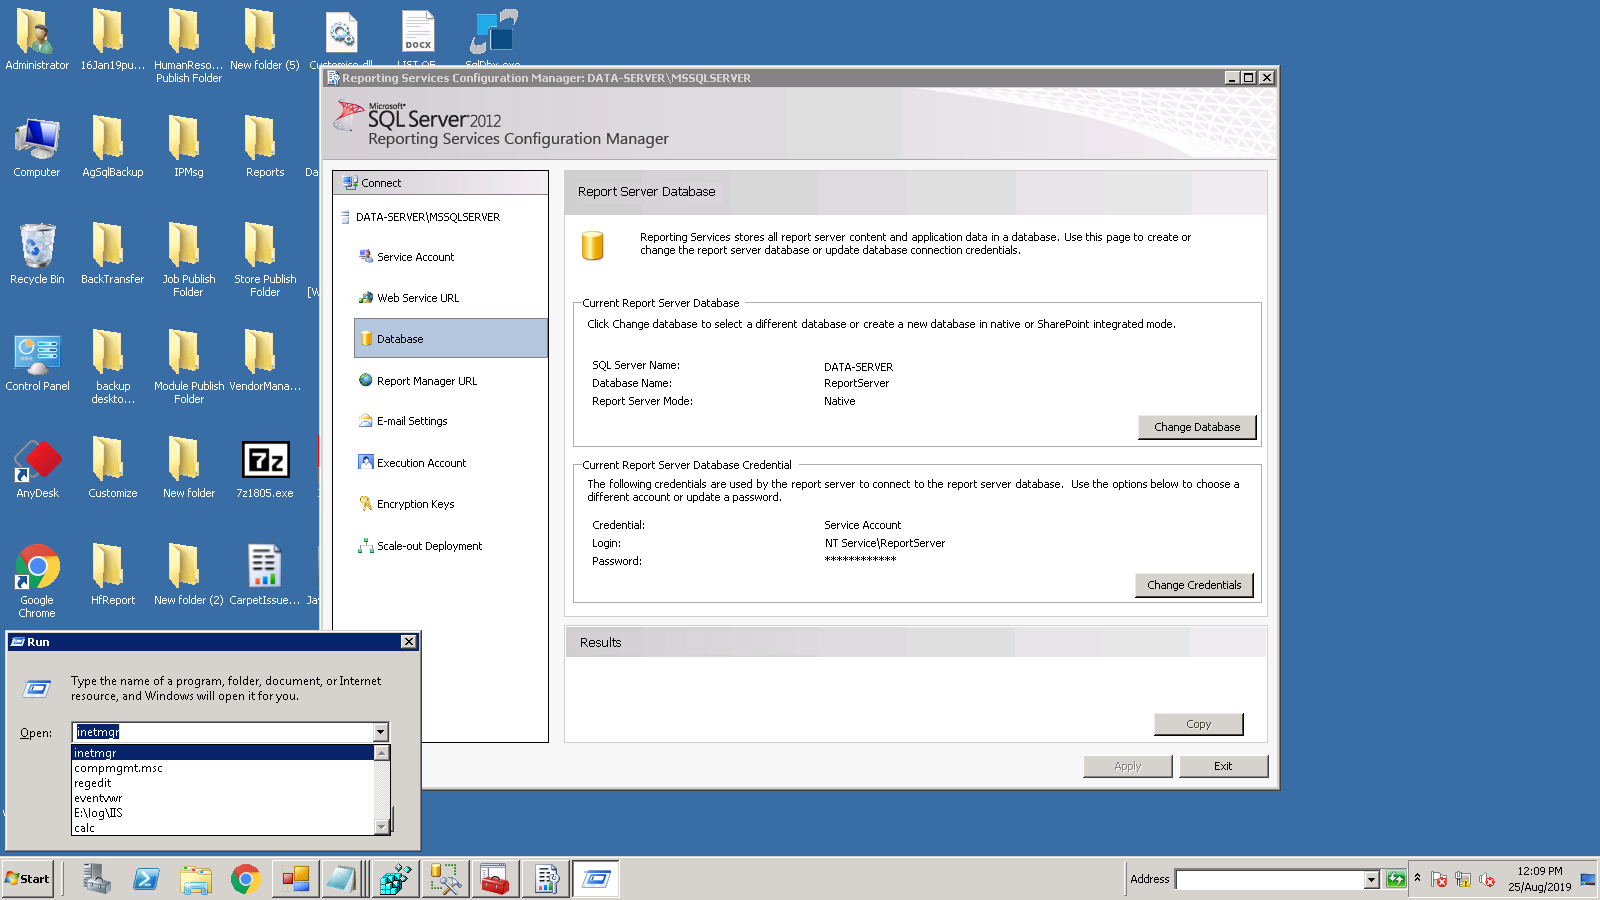 Administrator
16Jan19pu...
HumanReso...
Publish Folder
New folder (5)
Customise.dll
LIST OF
SqlDbx.exe
Computer
AgSqlBackup
IPMsg
Reports
Da
Recycle Bin
BackTransfer
Job Publish
Folder
Store Publish
Folder
[W
Control Panel
backup
deskto...
Module Publish
Folder
VendorMana...
AnyDesk
Customize
New folder
7z
7z1805.exe
Google
Chrome
HfReport
New folder (2)
CarpetIssue...
Ja
DOCX
Reporting Services Configuration Manager: DATA-SERVER\MSSQLSERVER
Microsoft®
SQL Server 2012
Reporting Services Configuration Manager
Connect
DATA-SERVER\MSSQLSERVER
Service Account
Web Service URL
Database
Report Manager URL
E-mail Settings
Execution Account
Encryption Keys
Scale-out Deployment
Report Server Database
Reporting Services stores all report server content and application data in a database. Use this page to create or
change the report server database or update database connection credentials.
Current Report Server Database
Click Change database to select a different database or create a new database in native or SharePoint integrated mode.
SQL Server Name: DATA-SERVER
Database Name: ReportServer
Report Server Mode: Native
Change Database
Current Report Server Database Credential
The following credentials are used by the report server to connect to the report server database. Use the options below to choose a
different account or update a password.
Credential: Service Account
Login: NT Service\ReportServer
Password: ************
Change Credentials
Results
Copy
Apply
Exit
Run
Type the name of a program, folder, document, or Internet
resource, and Windows will open it for you.
Open: inetmgr
inetmgr
compmgmt.msc
regedit
eventvwr
E:\log\IIS
calc
Start
Address
12:09 PM
25/Aug/2019